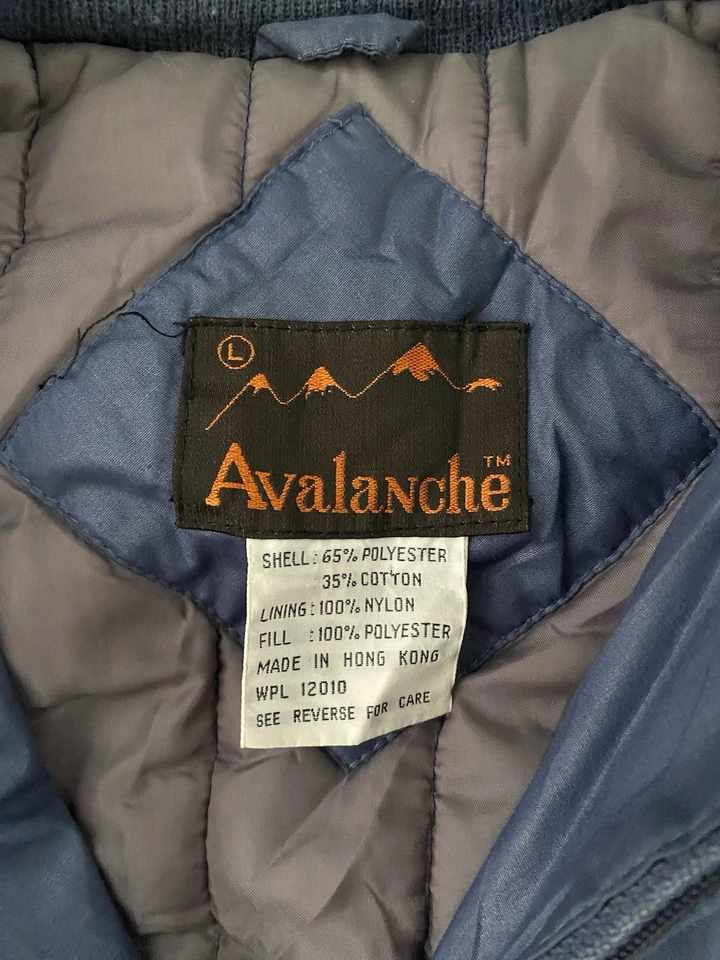 L
Avalanche™
SHELL: 65% POLYESTER
35% COTTON
LINING: 100% NYLON
FILL : 100% POLYESTER
MADE IN HONG KONG
WPL 12010
SEE REVERSE FOR CARE